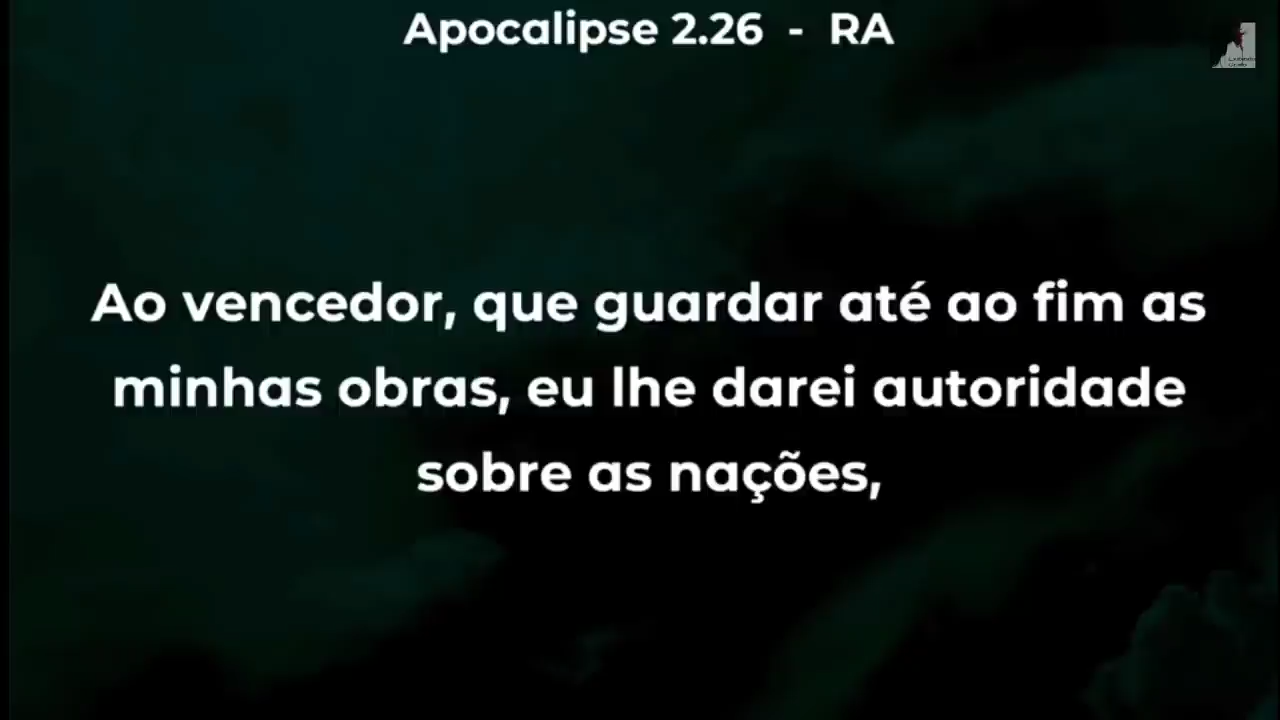 Apocalipse 2.26 - RA
Ao vencedor, que guardar até ao fim as
minhas obras, eu lhe darei autoridade
sobre as nações,